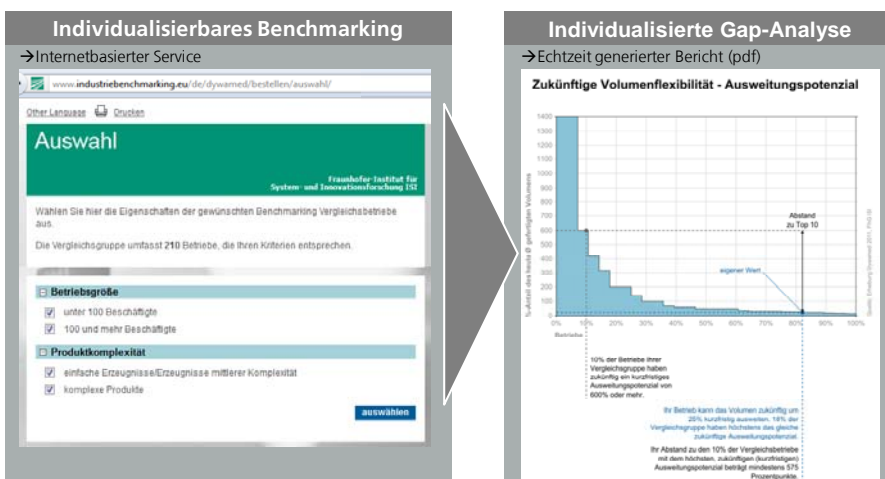 Individualisierbares Benchmarking
→Internetbasierter Service
www.industriebenchmarking.eu/de/dywamed/bestellen/auswahl/
Other Language Drucken
Auswahl
Fraunhofer-Institut für
System- und Innovationsforschung ISI
Wählen Sie hier die Eigenschaften der gewünschten Benchmarking Vergleichsbetriebe
aus.
Die Vergleichsgruppe umfasst 210 Betriebe, die Ihren Kriterien entsprechen.
Betriebsgröße
unter 100 Beschäftigte
100 und mehr Beschäftigte
Produktkomplexität
einfache Erzeugnisse/Erzeugnisse mittlerer Komplexität
komplexe Produkte
auswählen
Individualisierte Gap-Analyse
→Echtzeit generierter Bericht (pdf)
Zukünftige Volumenflexibilität - Ausweitungspotenzial
%-Anteil des heute Ø gefertigten Volumens
1400
1300
1200
1100
1000
900
800
700
600
500
400
300
200
100
0
Abstand
zu Top 10
eigener Wert
0% 10% 20% 30% 40% 50% 60% 70% 80% 90% 100%
Betriebe
10% der Betriebe Ihrer
Vergleichsgruppe haben
zukünftig ein kurzfristiges
Ausweitungspotenzial von
600% oder mehr.
Ihr Betrieb kann das Volumen zukünftig um
25% kurzfristig ausweiten. 18% der
Vergleichsgruppe haben höchstens das gleiche
zukünftige Ausweitungspotenzial.
Ihr Abstand zu den 10% der Vergleichsbetriebe
mit dem höchsten, zukünftigen (kurzfristigen)
Ausweitungspotenzial beträgt mindestens 575
Prozentpunkte.